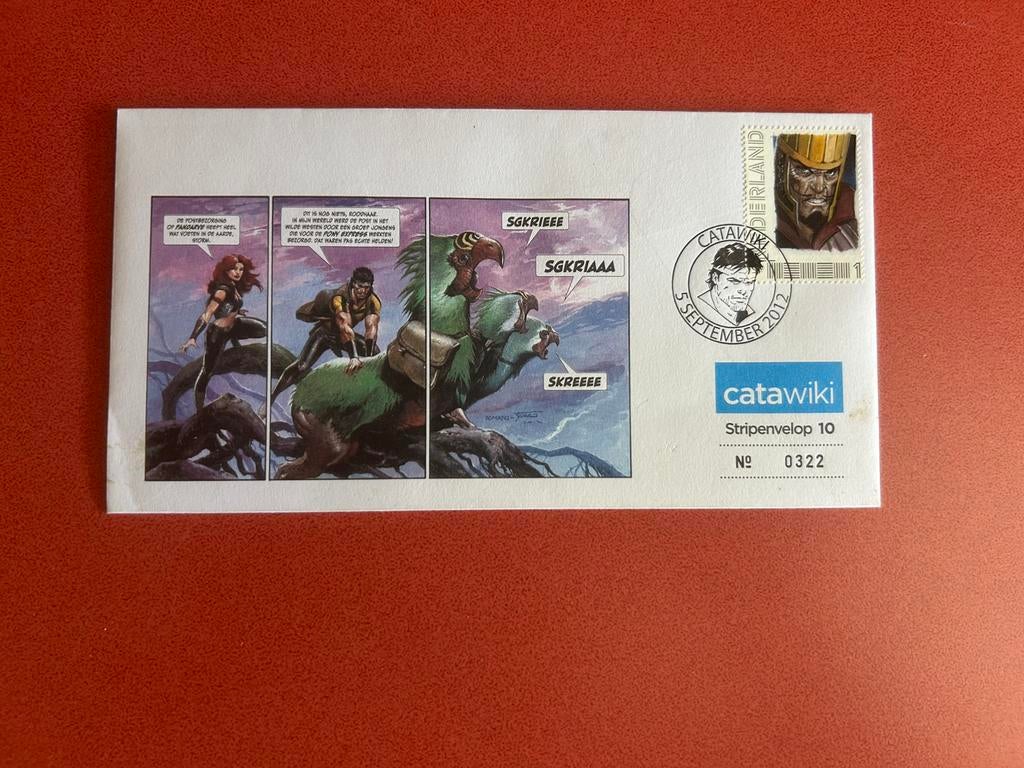 DE POSTBEZORGING
OP PANDARVE HEEFT HEEL
WAT VOETEN IN DE AARDE,
STORM.
DIT IS NOG NIETS, ROODHAAR.
IN MIJN WERELD WERD DE POST IN HET
WILDE WESTEN DOOR EEN GROEP JONGENS
DIE VOOR DE PONY EXPRESS WERKTEN
BEZORGD. DAT WAREN PAS ECHTE HELDEN!
SGKRIEEE
SGKRIAAA
SKREEEE
DERLAND
1
CATAWIKI
5 SEPTEMBER 2012
catawiki
Stripenvelop 10
Nº 0322